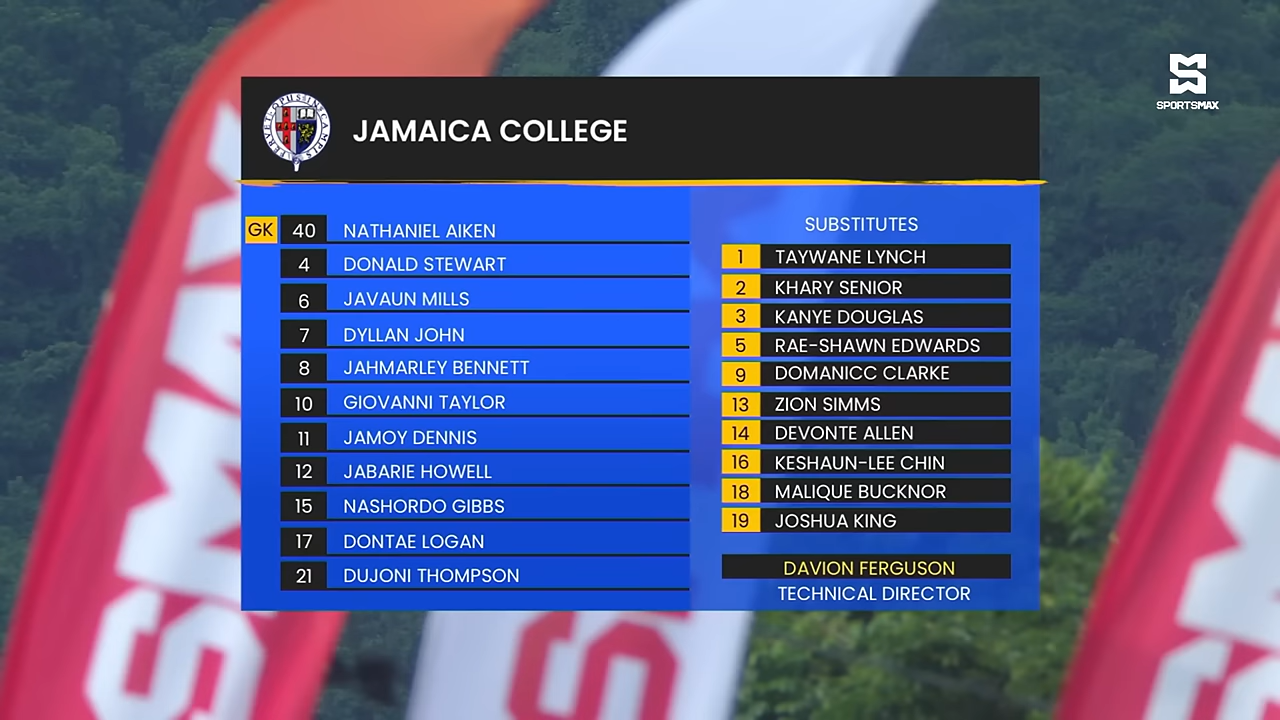 SPORTSMAX
JAMAICA COLLEGE
GK 40 NATHANIEL AIKEN
4 DONALD STEWART
6 JAVAUN MILLS
7 DYLLAN JOHN
8 JAHMARLEY BENNETT
10 GIOVANNI TAYLOR
11 JAMOY DENNIS
12 JABARIE HOWELL
15 NASHORDO GIBBS
17 DONTAE LOGAN
21 DUJONI THOMPSON
SUBSTITUTES
1 TAYWANE LYNCH
2 KHARY SENIOR
3 KANYE DOUGLAS
5 RAE-SHAWN EDWARDS
9 DOMANICC CLARKE
13 ZION SIMMS
14 DEVONTE ALLEN
16 KESHAUN-LEE CHIN
18 MALIQUE BUCKNOR
19 JOSHUA KING
DAVION FERGUSON
TECHNICAL DIRECTOR